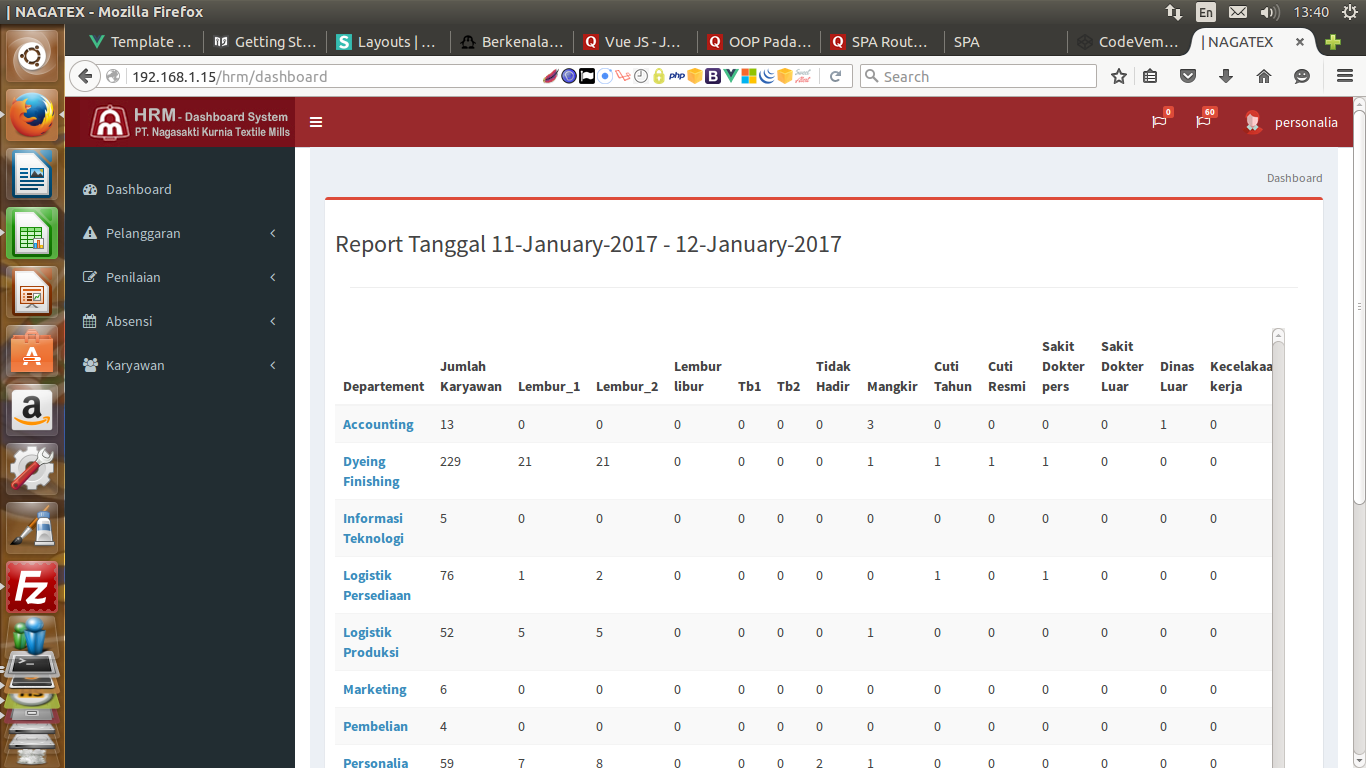 | NAGATEX - Mozilla Firefox
En
13:40
Template ...
Getting St...
Layouts | ...
Berkenala...
Vue JS - J...
OOP Pada...
SPA Rout...
SPA
CodeVem...
| NAGATEX
192.168.1.15/hrm/dashboard
php
Search
HRM - Dashboard System
PT. Nagasakti Kurnia Textile Mills
0
60
personalia
Dashboard
Pelanggaran
Penilaian
Absensi
Karyawan
Dashboard
Report Tanggal 11-January-2017 - 12-January-2017
Departement Jumlah Karyawan Lembur_1 Lembur_2 Lembur libur Tb1 Tb2 Tidak Hadir Mangkir Cuti Tahun Cuti Resmi Sakit Dokter pers Sakit Dokter Luar Dinas Luar Kecelakaa kerja
Accounting 13 0 0 0 0 0 0 3 0 0 0 0 1 0
Dyeing Finishing 229 21 21 0 0 0 0 1 1 1 1 0 0 0
Informasi Teknologi 5 0 0 0 0 0 0 0 0 0 0 0 0 0
Logistik Persediaan 76 1 2 0 0 0 0 0 1 0 1 0 0 0
Logistik Produksi 52 5 5 0 0 0 0 1 0 0 0 0 0 0
Marketing 6 0 0 0 0 0 0 0 0 0 0 0 0 0
Pembelian 4 0 0 0 0 0 0 0 0 0 0 0 0 0
Personalia 59 7 8 0 0 0 2 1 0 0 0 0 0 0